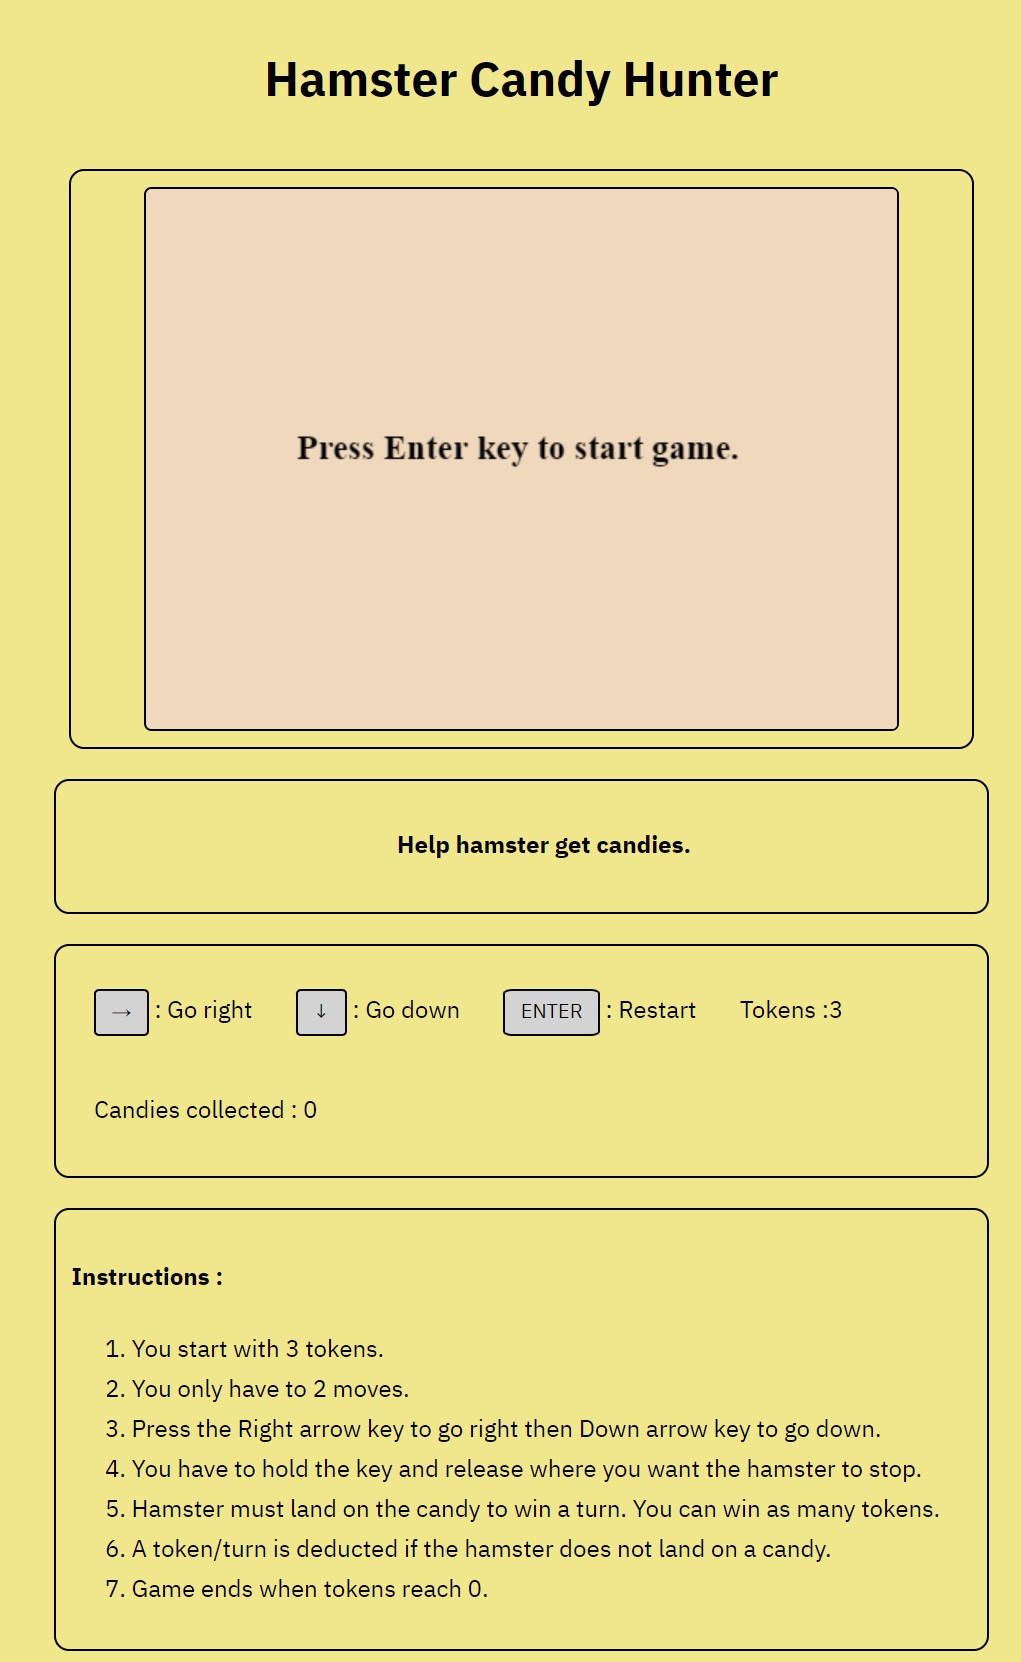 Hamster Candy Hunter
Press Enter key to start game.
Help hamster get candies.
→ : Go right ↓ : Go down ENTER : Restart Tokens :3
Candies collected : 0
Instructions :
1. You start with 3 tokens.
2. You only have to 2 moves.
3. Press the Right arrow key to go right then Down arrow key to go down.
4. You have to hold the key and release where you want the hamster to stop.
5. Hamster must land on the candy to win a turn. You can win as many tokens.
6. A token/turn is deducted if the hamster does not land on a candy.
7. Game ends when tokens reach 0.